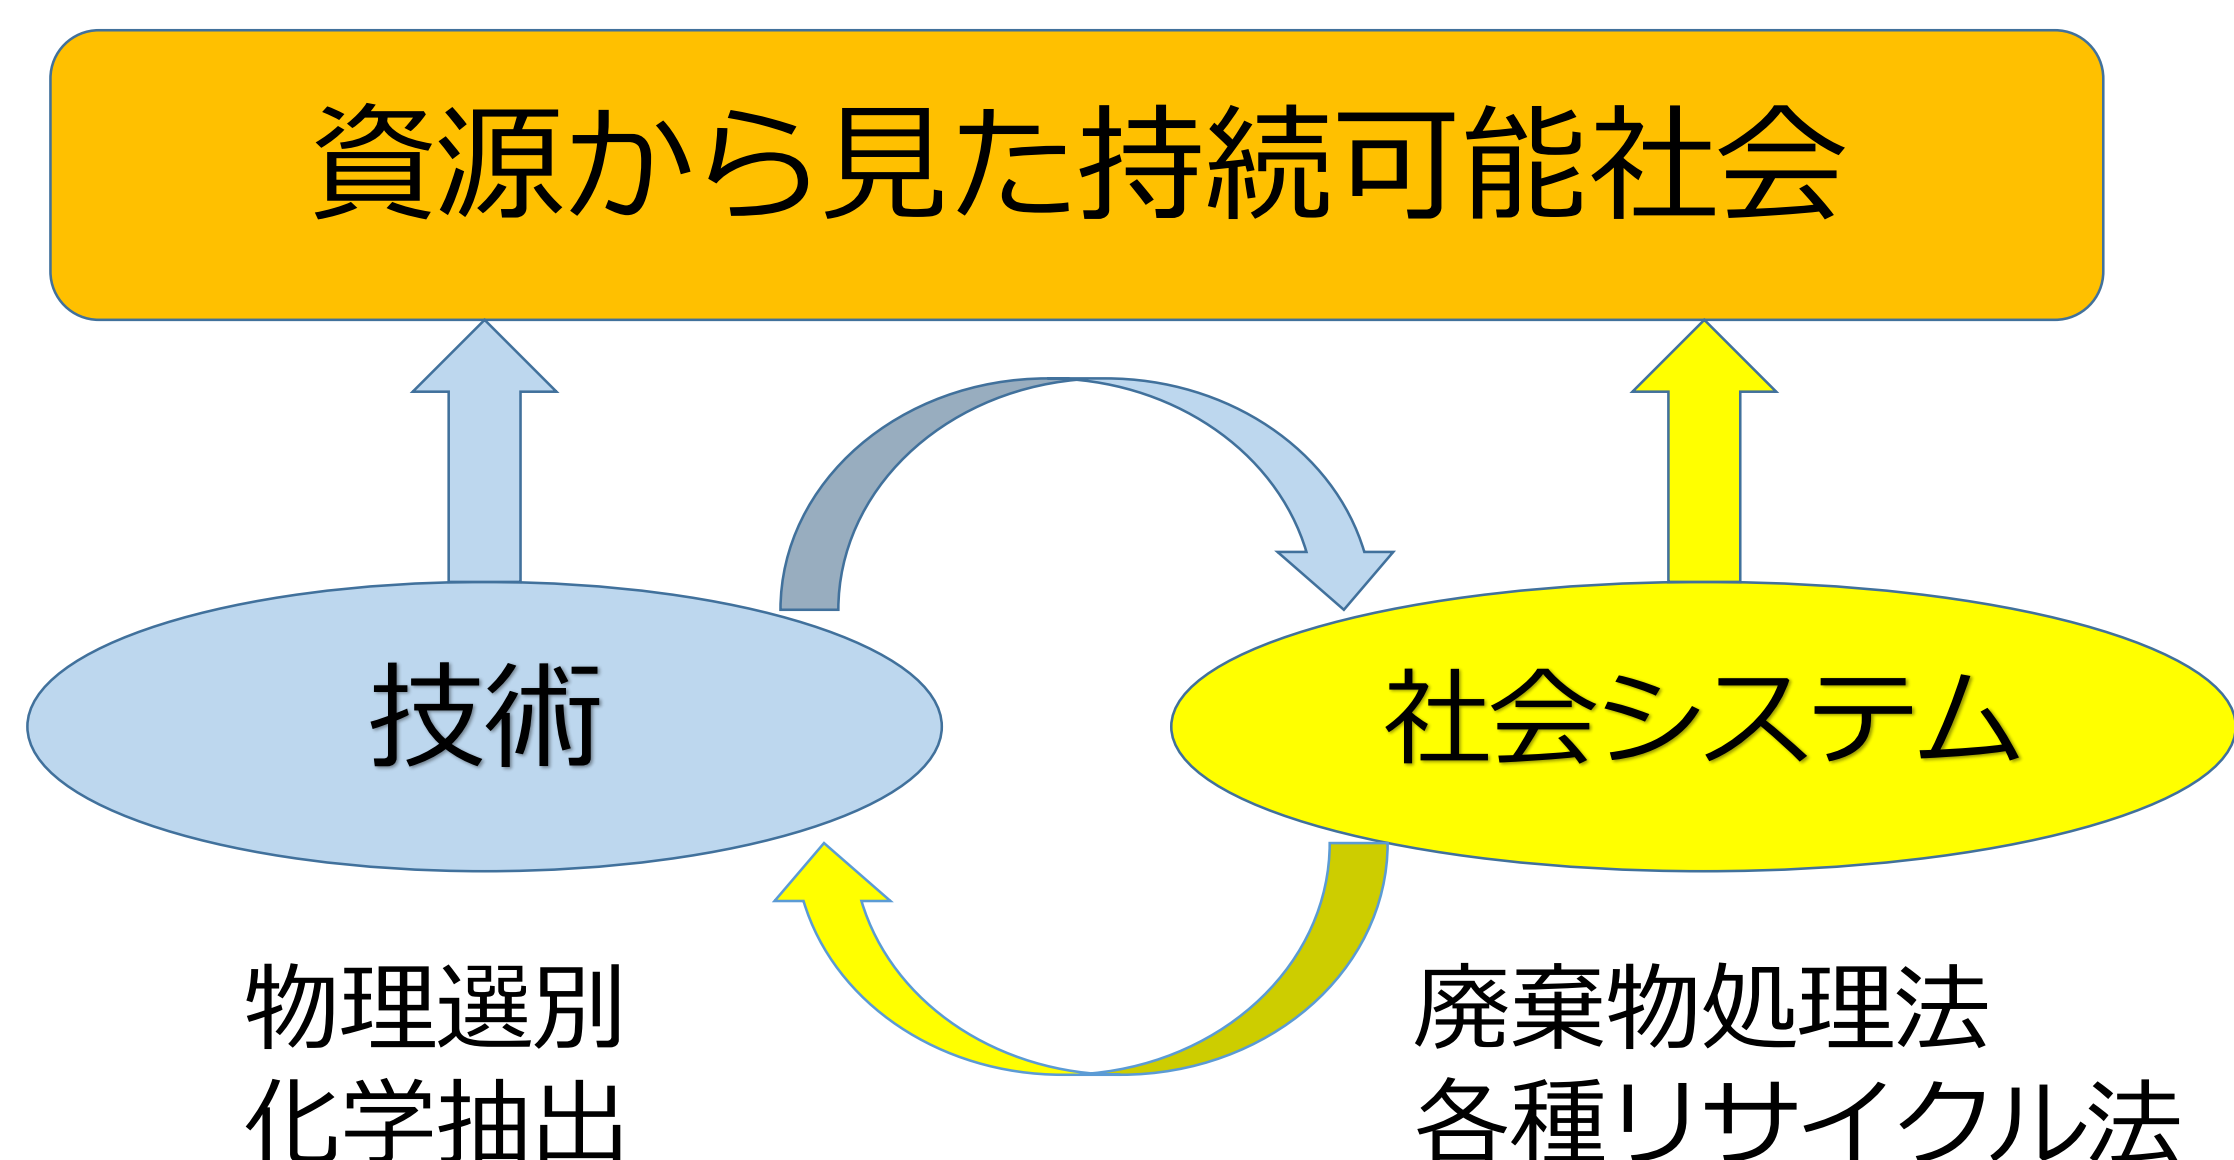 資源から見た持続可能社会
技術
社会システム
物理選別
化学抽出
廃棄物処理法
各種リサイクル法